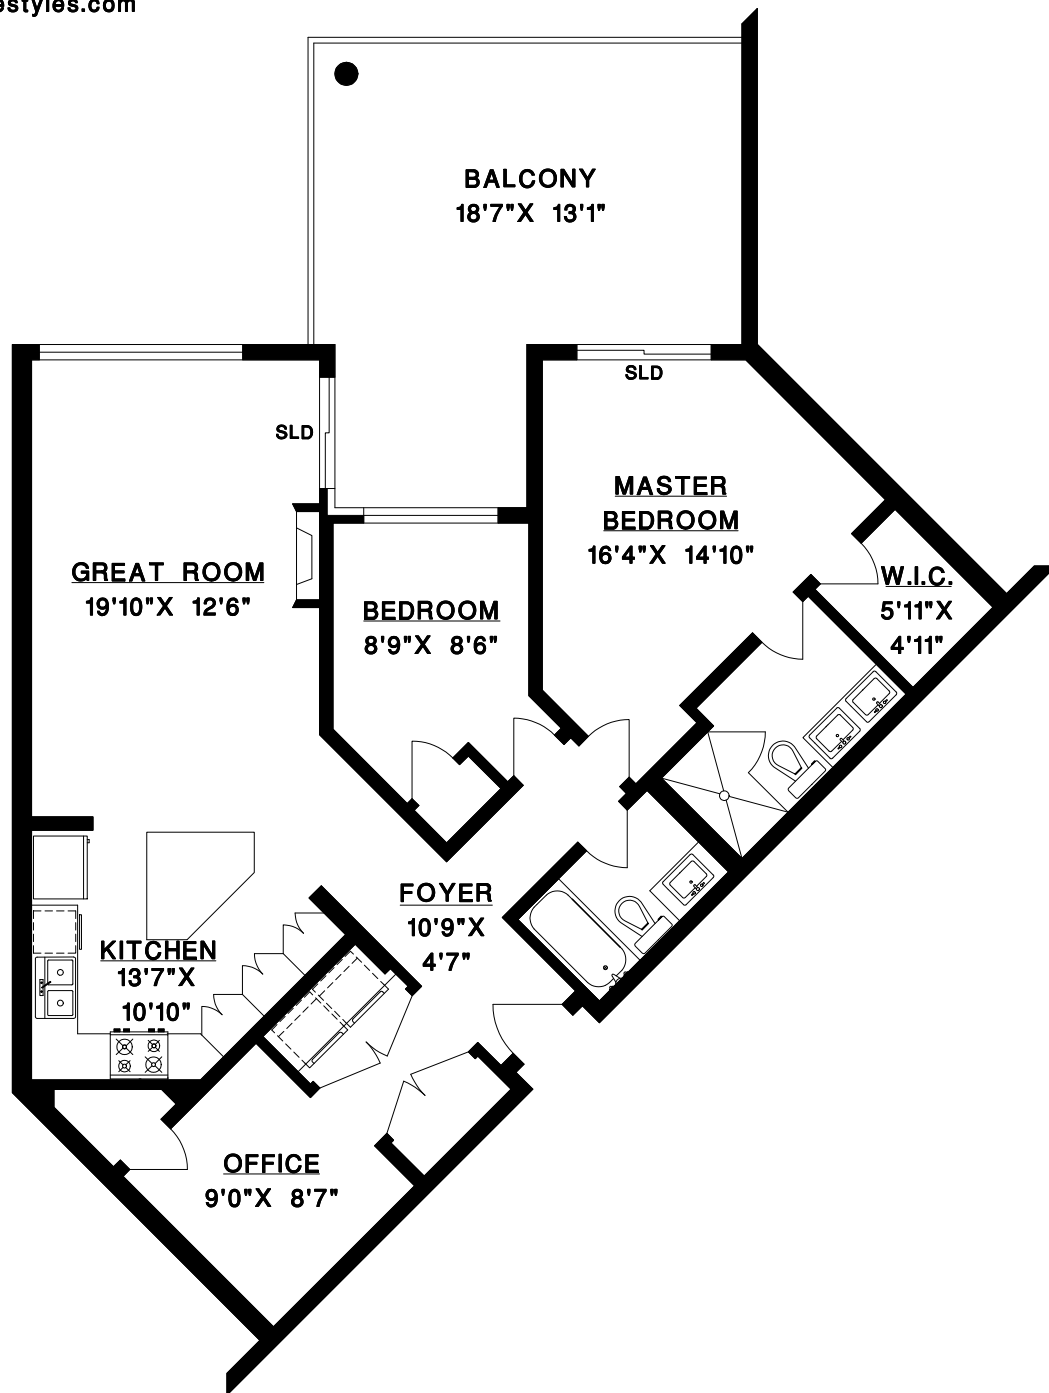 estyles.com
BALCONY
18'7"X 13'1"
SLD
SLD
MASTER
BEDROOM
16'4"X 14'10"
GREAT ROOM
19'10"X 12'6"
W.I.C.
5'11"X
4'11"
BEDROOM
8'9"X 8'6"
FOYER
10'9"X
4'7"
KITCHEN
13'7"X
10'10"
OFFICE
9'0"X 8'7"